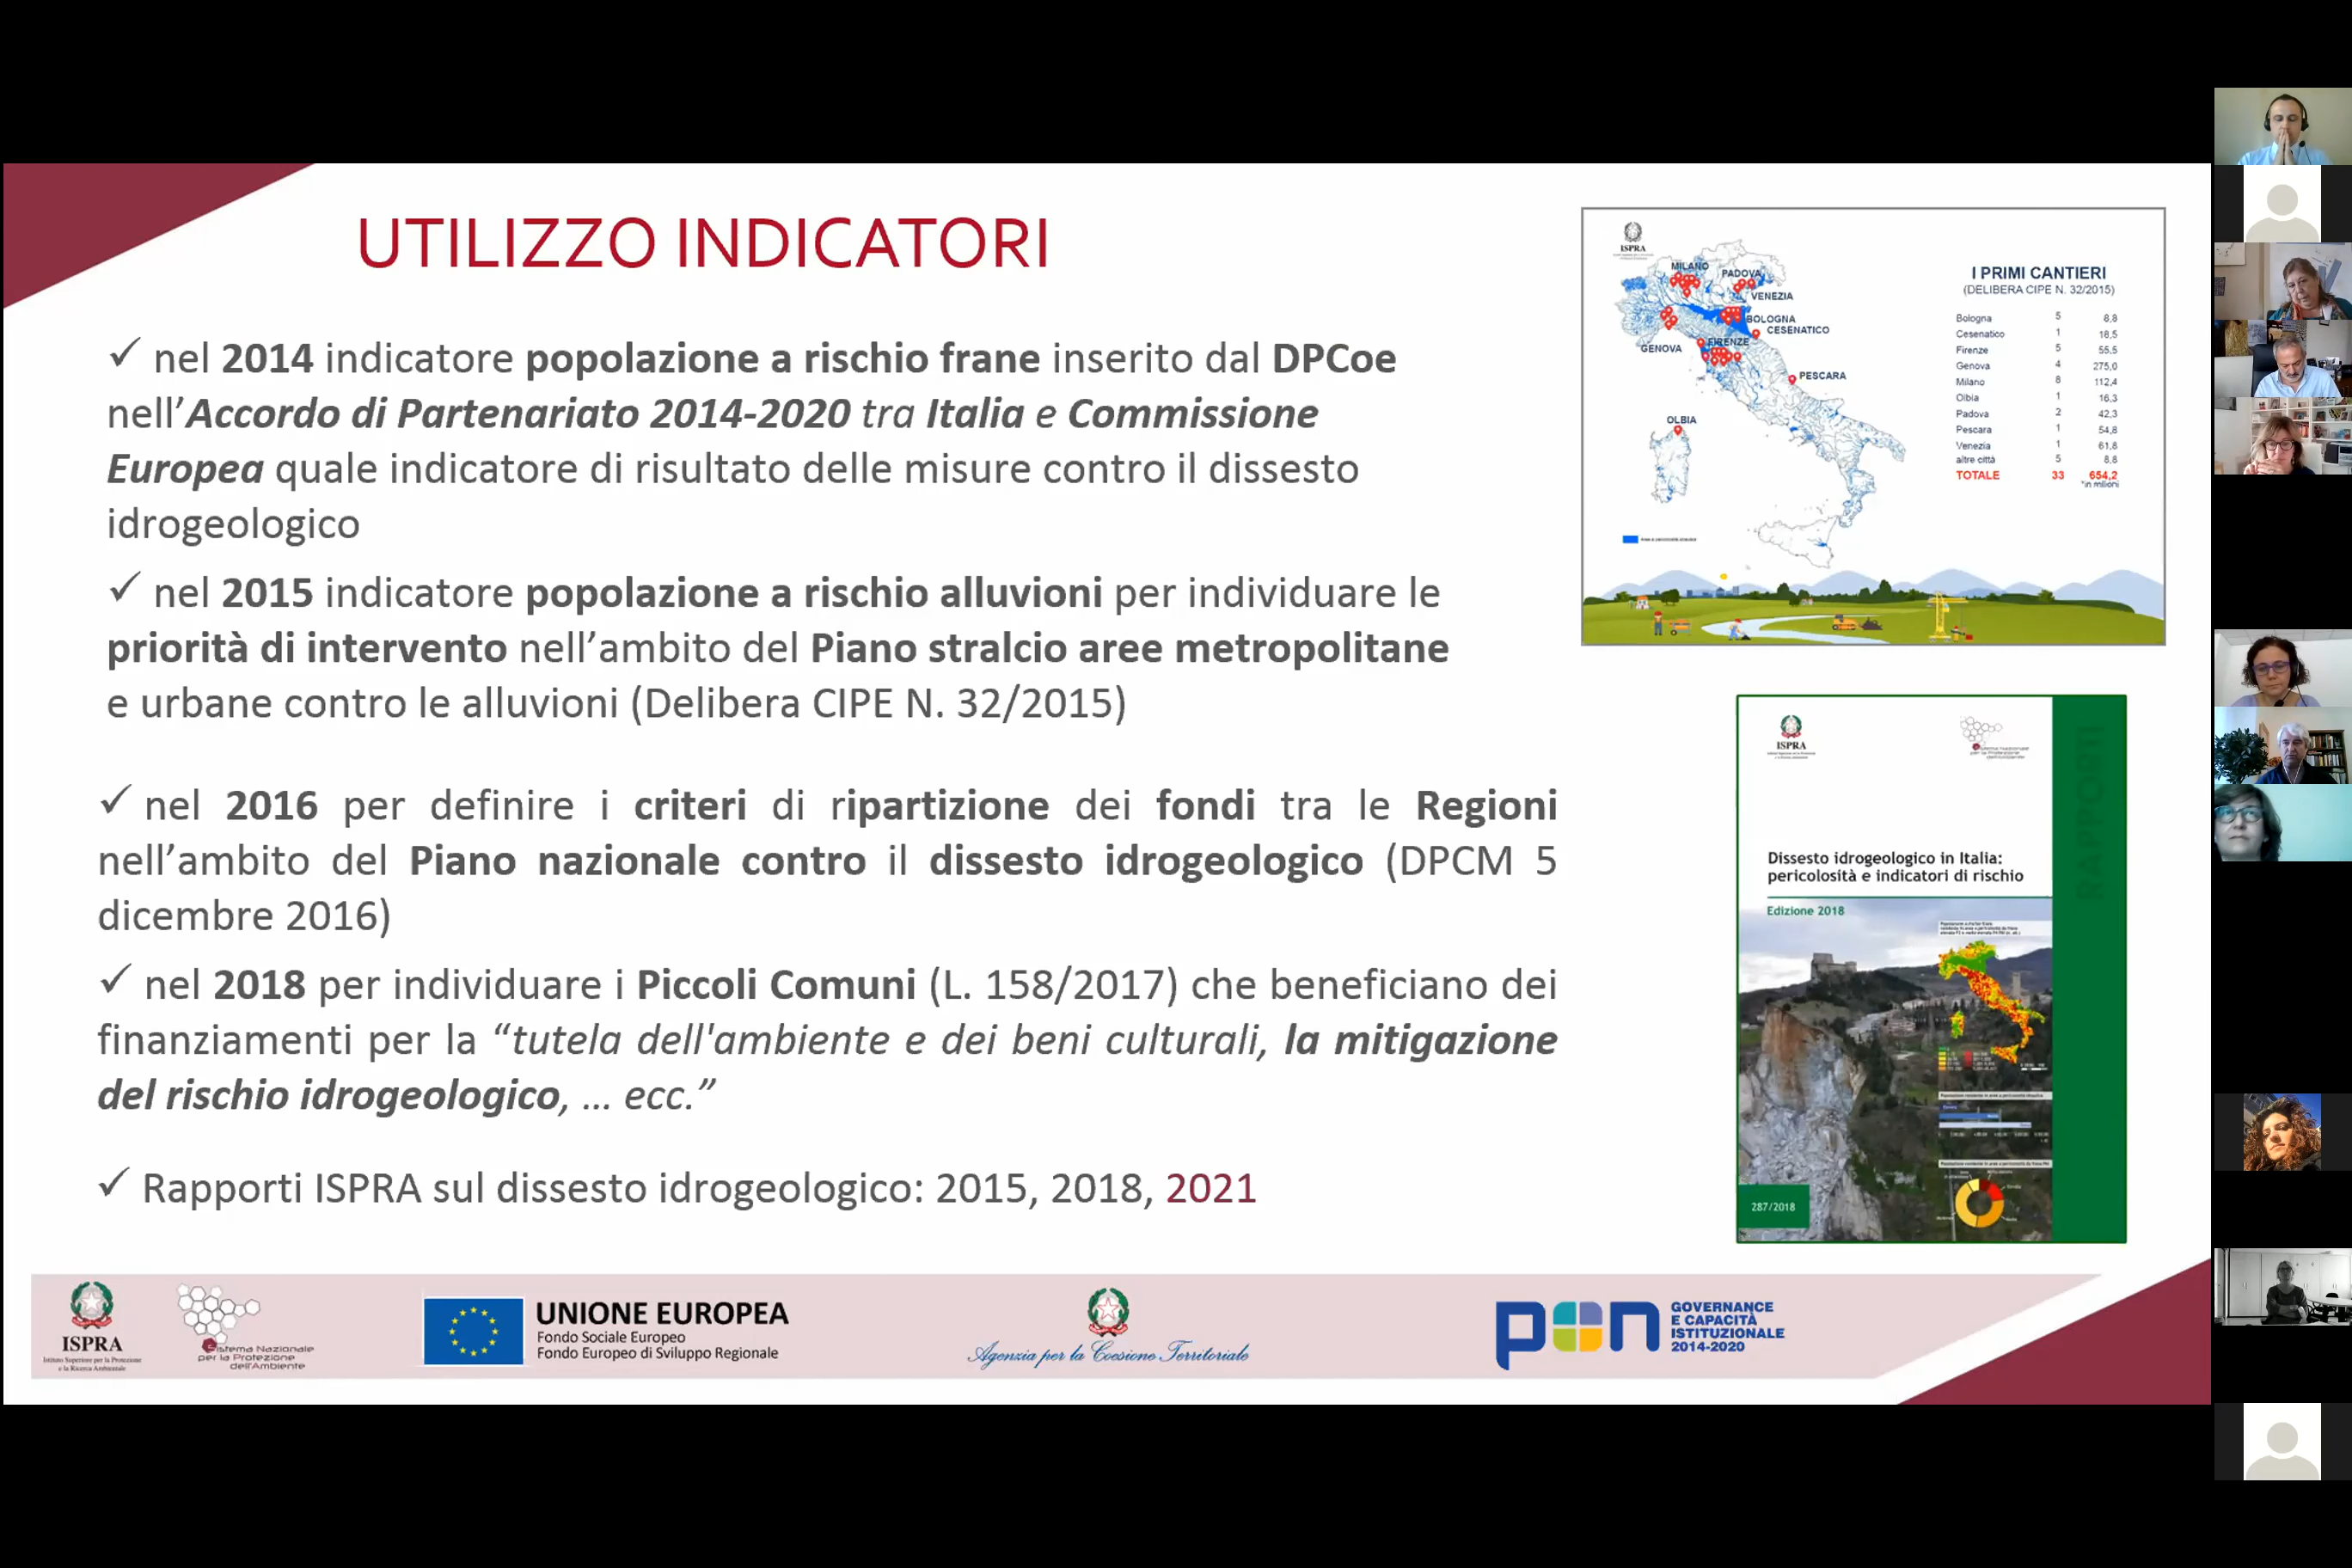 UTILIZZO INDICATORI
✓ nel 2014 indicatore popolazione a rischio frane inserito dal DPCoe
nell’Accordo di Partenariato 2014-2020 tra Italia e Commissione
Europea quale indicatore di risultato delle misure contro il dissesto
idrogeologico
✓ nel 2015 indicatore popolazione a rischio alluvioni per individuare le
priorità di intervento nell’ambito del Piano stralcio aree metropolitane
e urbane contro le alluvioni (Delibera CIPE N. 32/2015)
✓ nel 2016 per definire i criteri di ripartizione dei fondi tra le Regioni
nell’ambito del Piano nazionale contro il dissesto idrogeologico (DPCM 5
dicembre 2016)
✓ nel 2018 per individuare i Piccoli Comuni (L. 158/2017) che beneficiano dei
finanziamenti per la “tutela dell'ambiente e dei beni culturali, la mitigazione
del rischio idrogeologico, ... ecc.”
✓ Rapporti ISPRA sul dissesto idrogeologico: 2015, 2018, 2021
ISPRA
MILANO
PADOVA
VENEZIA
BOLOGNA
CESENATICO
GENOVA
FIRENZE
PESCARA
OLBIA
I PRIMI CANTIERI
(DELIBERA CIPE N. 32/2015)
Bologna 5 8,8
Cesenatico 1 18,5
Firenze 5 55,5
Genova 4 275,0
Milano 8 112,4
Olbia 1 16,3
Padova 2 42,3
Pescara 1 54,8
Venezia 1 61,8
altre città 5 8,8
TOTALE 33 654,2
*in milioni
ISPRA
RAPPORTI
Dissesto idrogeologico in Italia:
pericolosità e indicatori di rischio
Edizione 2018
287/2018
ISPRA
Istituto Superiore per la Protezione
e la Ricerca Ambientale
Sistema Nazionale
per la Protezione
dell'Ambiente
UNIONE EUROPEA
Fondo Sociale Europeo
Fondo Europeo di Sviluppo Regionale
Agenzia per la Coesione Territoriale
pon
GOVERNANCE
E CAPACITÀ
ISTITUZIONALE
2014-2020